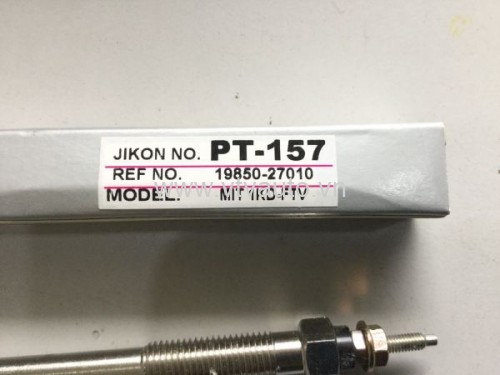 JIKON NO. PT-157
REF NO. 19850-27010
MODEL.